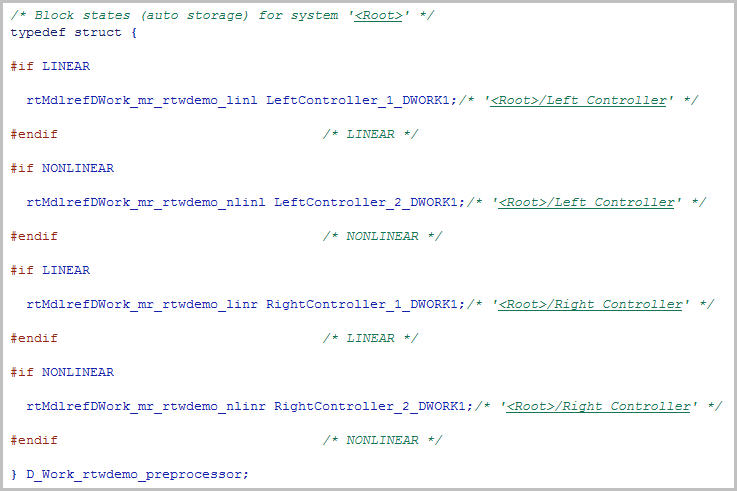 /* Block states (auto storage) for system '<Root>' */
typedef struct {
#if LINEAR
rtMdlrefDWork_mr_rtwdemo_linl LeftController_1_DWORK1;/* '<Root>/Left Controller' */
#endif /* LINEAR */
#if NONLINEAR
rtMdlrefDWork_mr_rtwdemo_nlinl LeftController_2_DWORK1;/* '<Root>/Left Controller' */
#endif /* NONLINEAR */
#if LINEAR
rtMdlrefDWork_mr_rtwdemo_linr RightController_1_DWORK1;/* '<Root>/Right Controller' */
#endif /* LINEAR */
#if NONLINEAR
rtMdlrefDWork_mr_rtwdemo_nlinr RightController_2_DWORK1;/* '<Root>/Right Controller' */
#endif /* NONLINEAR */
} D_Work_rtwdemo_preprocessor;